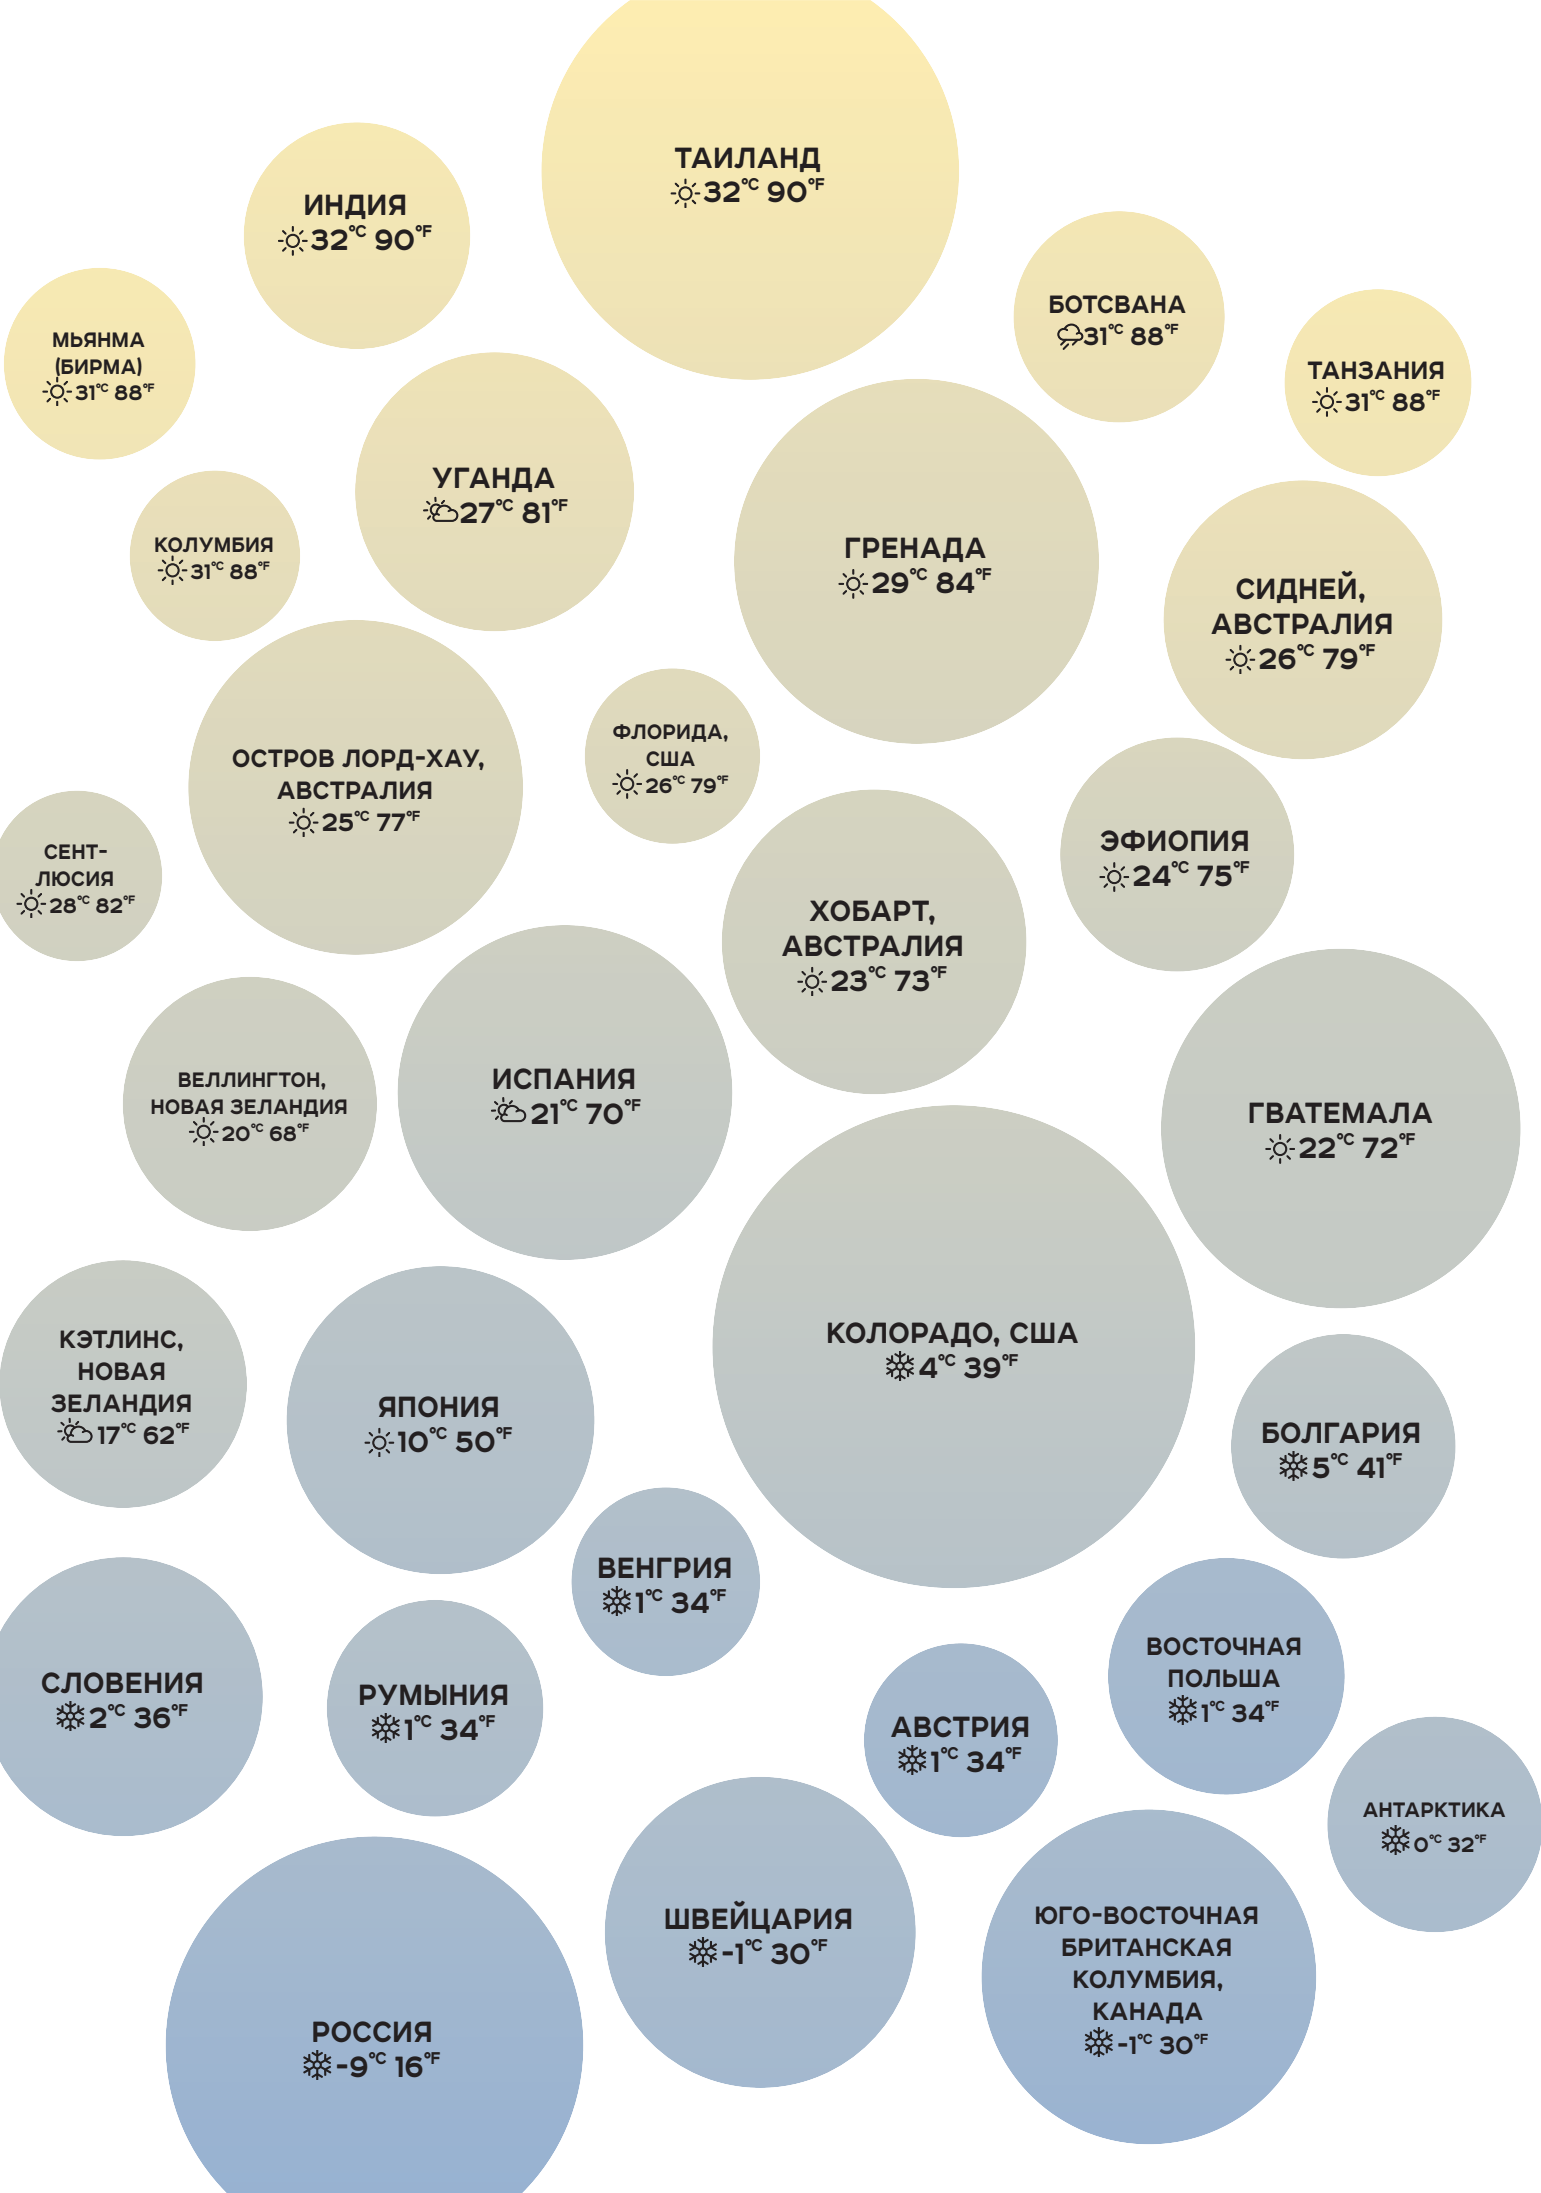 ТАИЛАНД
32°C 90°F
ИНДИЯ
32°C 90°F
БОТСВАНА
31°C 88°F
МЬЯНМА
(БИРМА)
31°C 88°F
ТАНЗАНИЯ
31°C 88°F
УГАНДА
27°C 81°F
КОЛУМБИЯ
31°C 88°F
ГРЕНАДА
29°C 84°F
СИДНЕЙ,
АВСТРАЛИЯ
26°C 79°F
ФЛОРИДА,
США
26°C 79°F
ОСТРОВ ЛОРД-ХАУ,
АВСТРАЛИЯ
25°C 77°F
СЕНТ-
ЛЮСИЯ
28°C 82°F
ЭФИОПИЯ
24°C 75°F
ХОБАРТ,
АВСТРАЛИЯ
23°C 73°F
ВЕЛЛИНГТОН,
НОВАЯ ЗЕЛАНДИЯ
20°C 68°F
ИСПАНИЯ
21°C 70°F
ГВАТЕМАЛА
22°C 72°F
КОЛОРАДО, США
4°C 39°F
КЭТЛИНС,
НОВАЯ
ЗЕЛАНДИЯ
17°C 62°F
ЯПОНИЯ
10°C 50°F
БОЛГАРИЯ
5°C 41°F
ВЕНГРИЯ
1°C 34°F
СЛОВЕНИЯ
2°C 36°F
РУМЫНИЯ
1°C 34°F
АВСТРИЯ
1°C 34°F
ВОСТОЧНАЯ
ПОЛЬША
1°C 34°F
АНТАРКТИКА
0°C 32°F
ШВЕЙЦАРИЯ
-1°C 30°F
ЮГО-ВОСТОЧНАЯ
БРИТАНСКАЯ
КОЛУМБИЯ,
КАНАДА
-1°C 30°F
РОССИЯ
-9°C 16°F